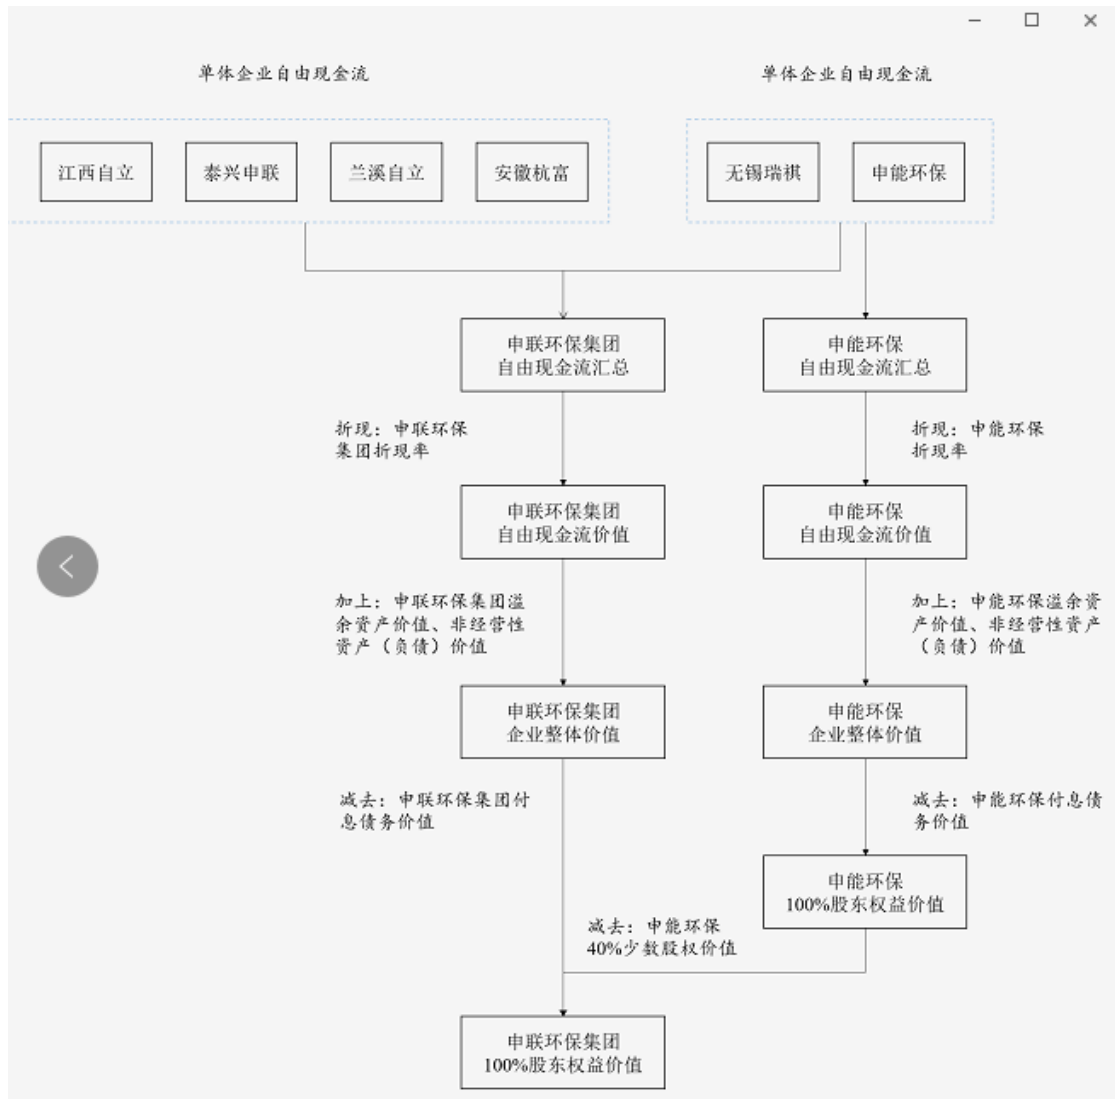 单体企业自由现金流
单体企业自由现金流
江西自立
泰兴申联
兰溪自立
安徽杭富
无锡瑞祺
申能环保
申联环保集团
自由现金流汇总
申能环保
自由现金流汇总
折现：申联环保
集团折现率
折现：申能环保
折现率
申联环保集团
自由现金流价值
申能环保
自由现金流价值
加上：申联环保集团溢
余资产价值、非经营性
资产（负债）价值
加上：申能环保溢余资
产价值、非经营性资产
（负债）价值
申联环保集团
企业整体价值
申能环保
企业整体价值
减去：申联环保集团付
息债务价值
减去：申能环保付息债
务价值
申能环保
100%股东权益价值
减去：申能环保
40%少数股权价值
申联环保集团
100%股东权益价值